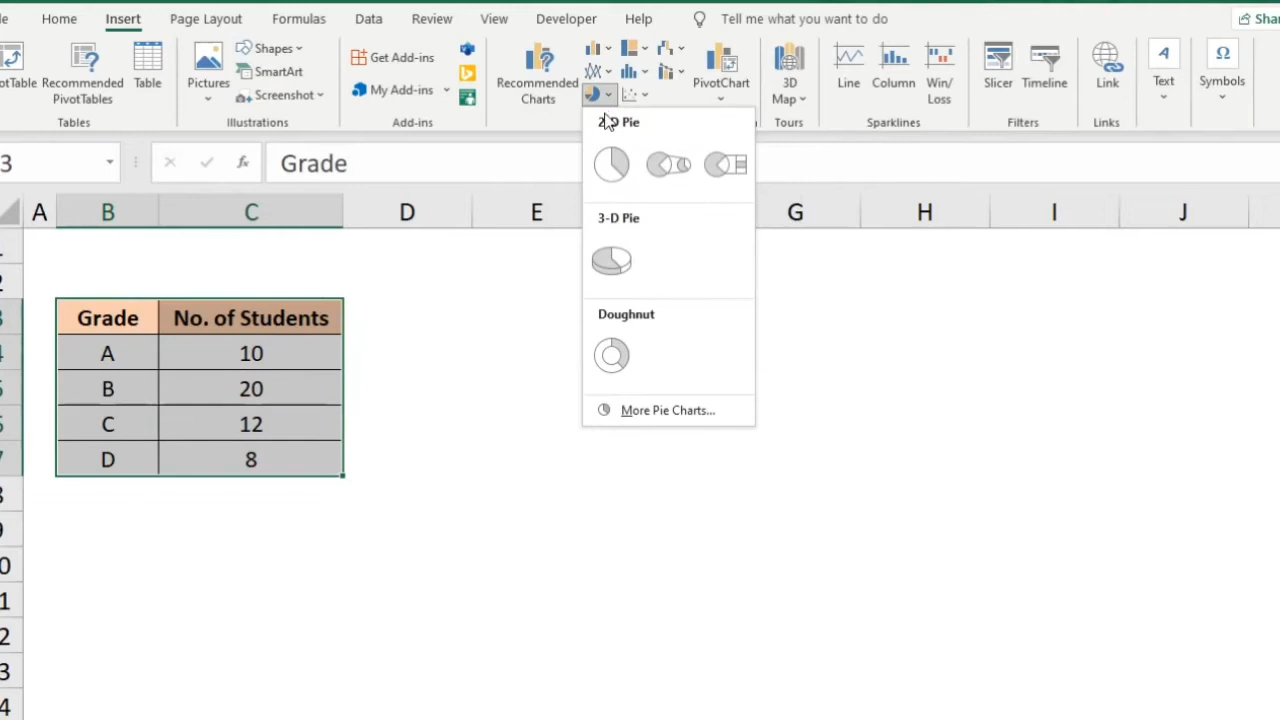 Home Insert Page Layout Formulas Data Review View Developer Help Tell me what you want to do
Recommended PivotTables
Table
Tables
Pictures
Shapes
SmartArt
Screenshot
Illustrations
Get Add-ins
My Add-ins
Add-ins
Recommended Charts
PivotChart
3D Map
Tours
Line
Column
Win/Loss
Sparklines
Slicer
Timeline
Filters
Link
Links
Text
Symbols
Grade
A B C D E G H I J
2-D Pie
3-D Pie
Doughnut
More Pie Charts...
Grade No. of Students
A 10
B 20
C 12
D 8